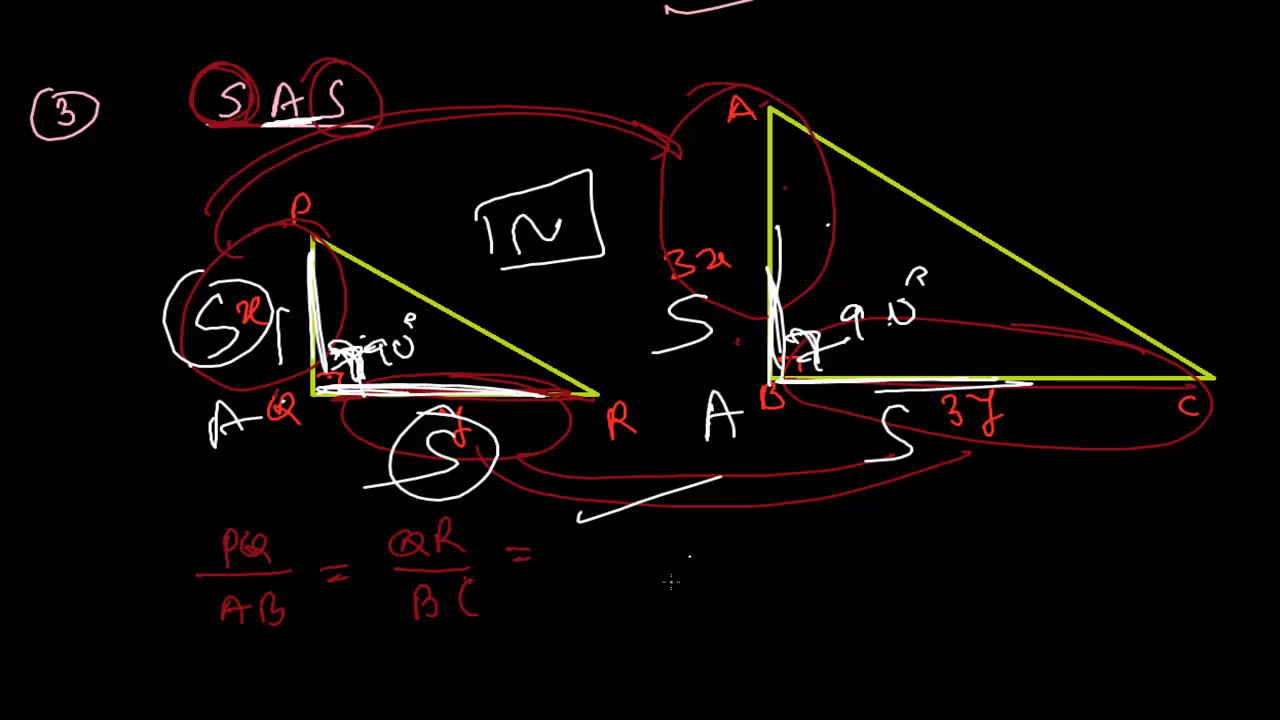 3 SAS
A
P
IN
3x
S
90°
S x
90°
A Q
R
A
B
C
S
y
S
3y
PQ/AB = QR/BC =